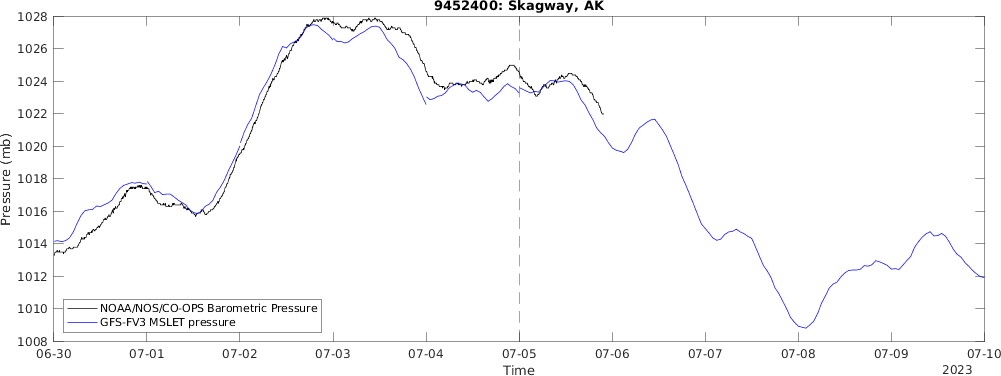 9452400: Skagway, AK
Pressure (mb)
1028
1026
1024
1022
1020
1018
1016
1014
1012
1010
1008
NOAA/NOS/CO-OPS Barometric Pressure
GFS-FV3 MSLET pressure
06-30 07-01 07-02 07-03 07-04 07-05 07-06 07-07 07-08 07-09 07-10
Time
2023